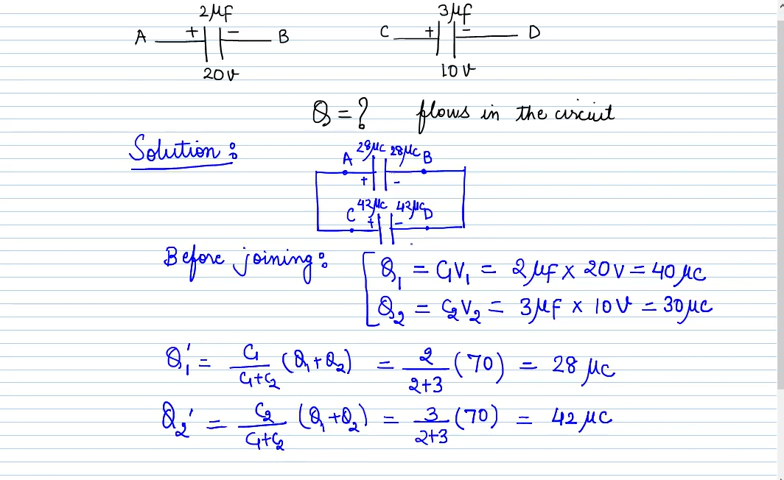 2μf 3μf
A + - B C + - D
20v 10v
Q = ? flows in the circuit
Solution:
28μc 28μc
A B
+ -
42μc 42μc
C + - D
Before joining: Q₁ = C₁V₁ = 2μf × 20v = 40μc
Q₂ = C₂V₂ = 3μf × 10v = 30μc
Q₁' = C₁/C₁+C₂ (Q₁+Q₂) = 2/2+3 (70) = 28 μc
Q₂' = C₂/C₁+C₂ (Q₁+Q₂) = 3/2+3 (70) = 42 μc